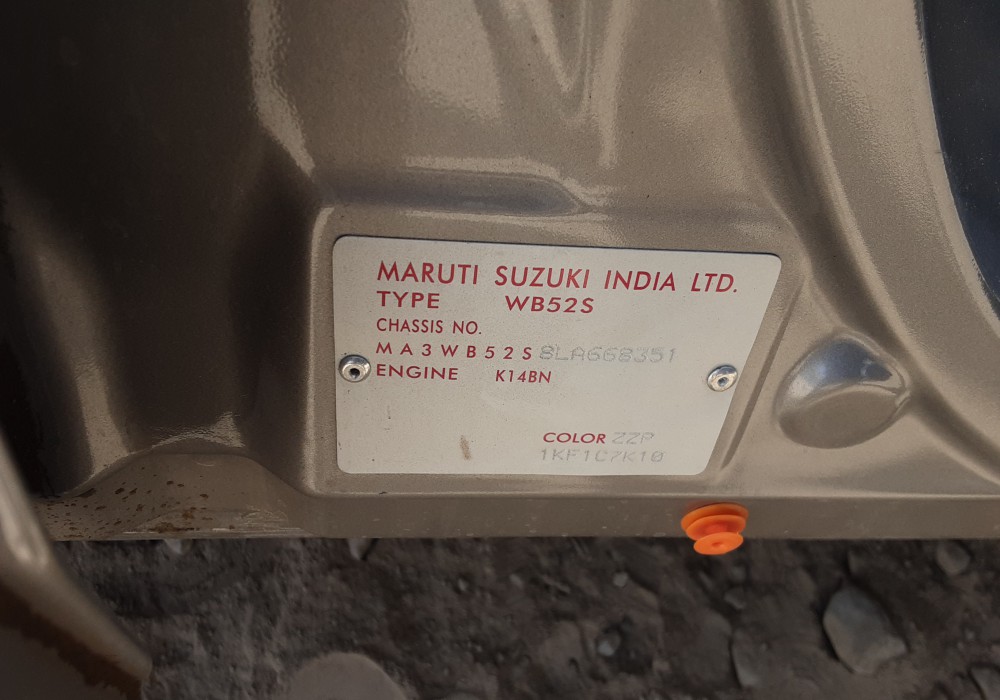 MARUTI SUZUKI INDIA LTD.
TYPE WB52S
CHASSIS NO.
MA3WB52S8LA668351
ENGINE K14BN
COLOR ZZP
1KF1C7K10